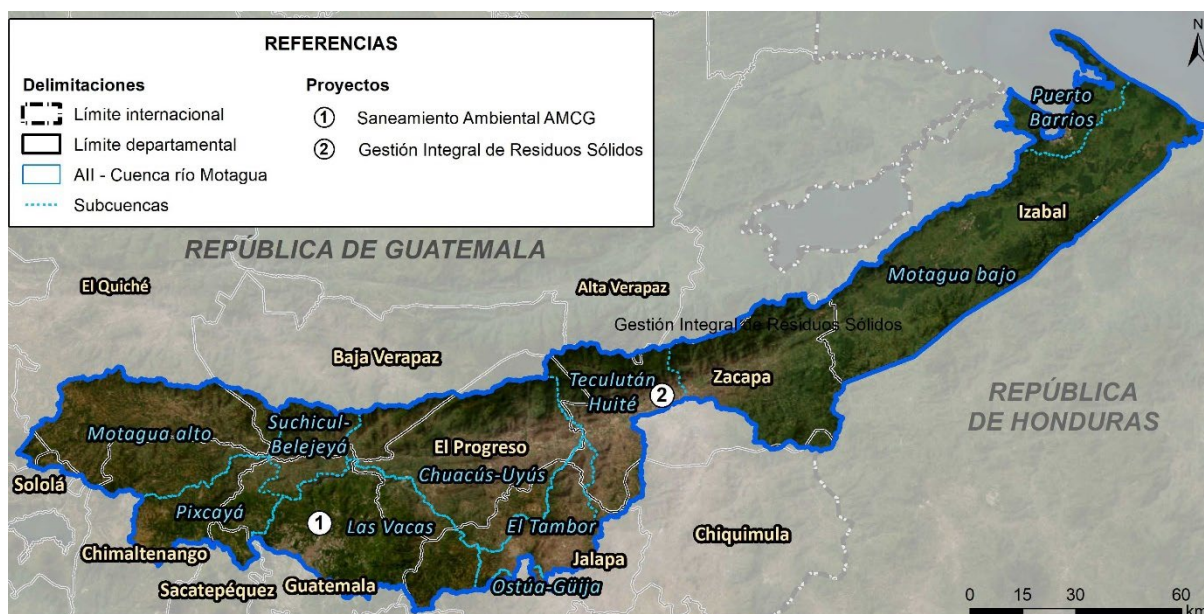 REFERENCIAS
Delimitaciones
Límite internacional
Límite departamental
AII - Cuenca río Motagua
Subcuencas
Proyectos
1 Saneamiento Ambiental AMCG
2 Gestión Integral de Residuos Sólidos
N
REPÚBLICA DE GUATEMALA
El Quiché
Alta Verapaz
Baja Verapaz
Puerto
Barrios
Izabal
Motagua bajo
Gestión Integral de Residuos Sólidos
Zacapa
Teculután
Huité
2
REPÚBLICA
DE HONDURAS
Motagua alto
Suchicul-
Belejeyá
El Progreso
Chuacús-Uyús
Sololá
Pixcayá
1
Las Vacas
El Tambor
Chiquimula
Chimaltenango
Jalapa
Sacatepéquez
Guatemala
Ostúa-Güija
0 15 30 60
km